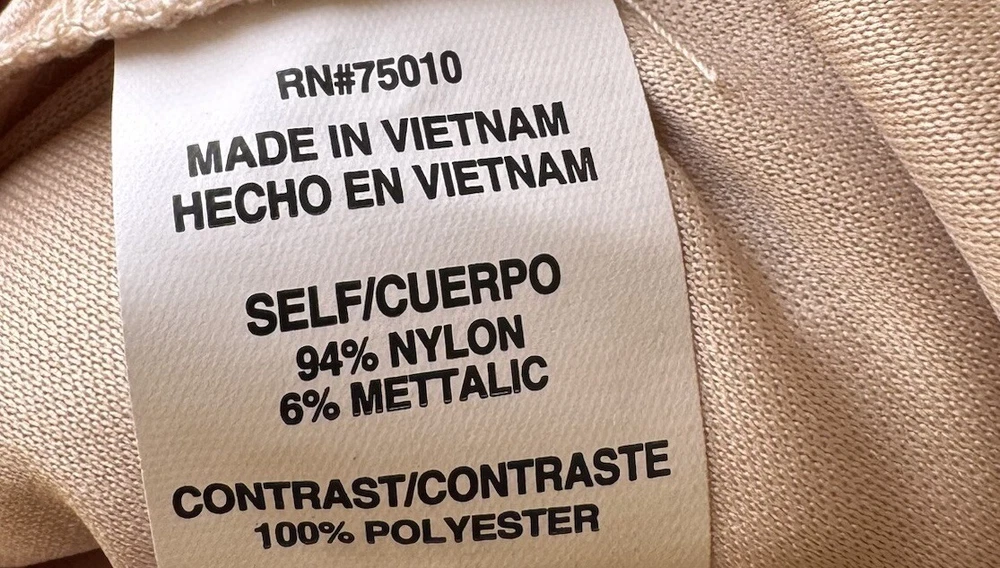 RN#75010
MADE IN VIETNAM
HECHO EN VIETNAM
SELF/CUERPO
94% NYLON
6% METTALIC
CONTRAST/CONTRASTE
100% POLYESTER